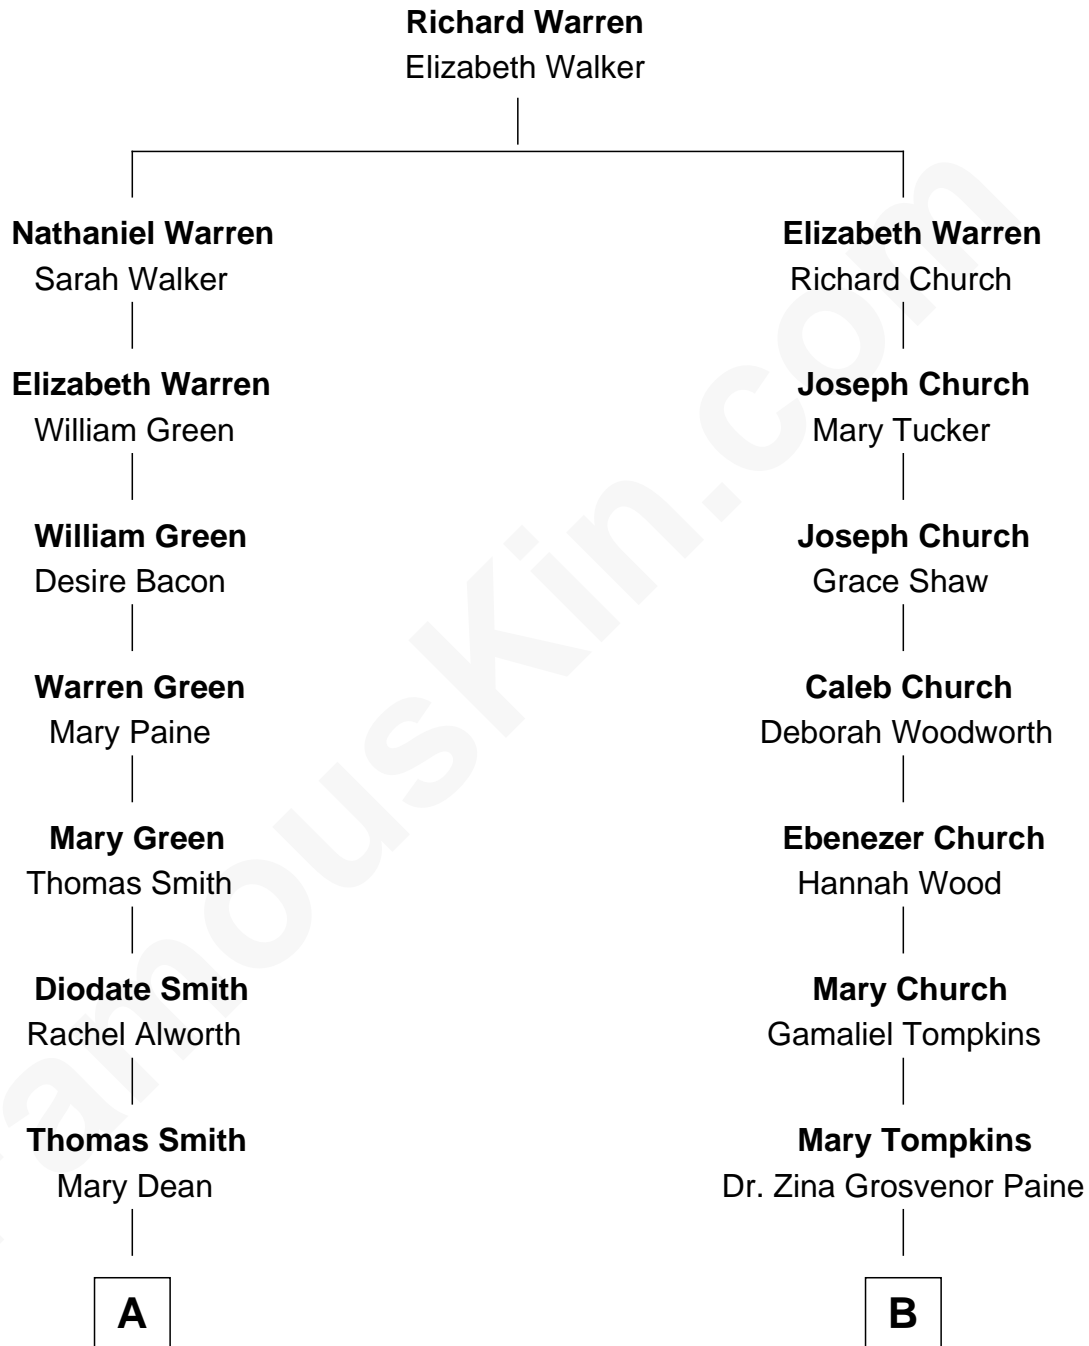 Richard Warren
Elizabeth Walker
Nathaniel Warren
Sarah Walker
Elizabeth Warren
William Green
William Green
Desire Bacon
Warren Green
Mary Paine
Mary Green
Thomas Smith
Diodate Smith
Rachel Alworth
Thomas Smith
Mary Dean
A
Elizabeth Warren
Richard Church
Joseph Church
Mary Tucker
Joseph Church
Grace Shaw
Caleb Church
Deborah Woodworth
Ebenezer Church
Hannah Wood
Mary Church
Gamaliel Tompkins
Mary Tompkins
Dr. Zina Grosvenor Paine
B
FamousKin.com